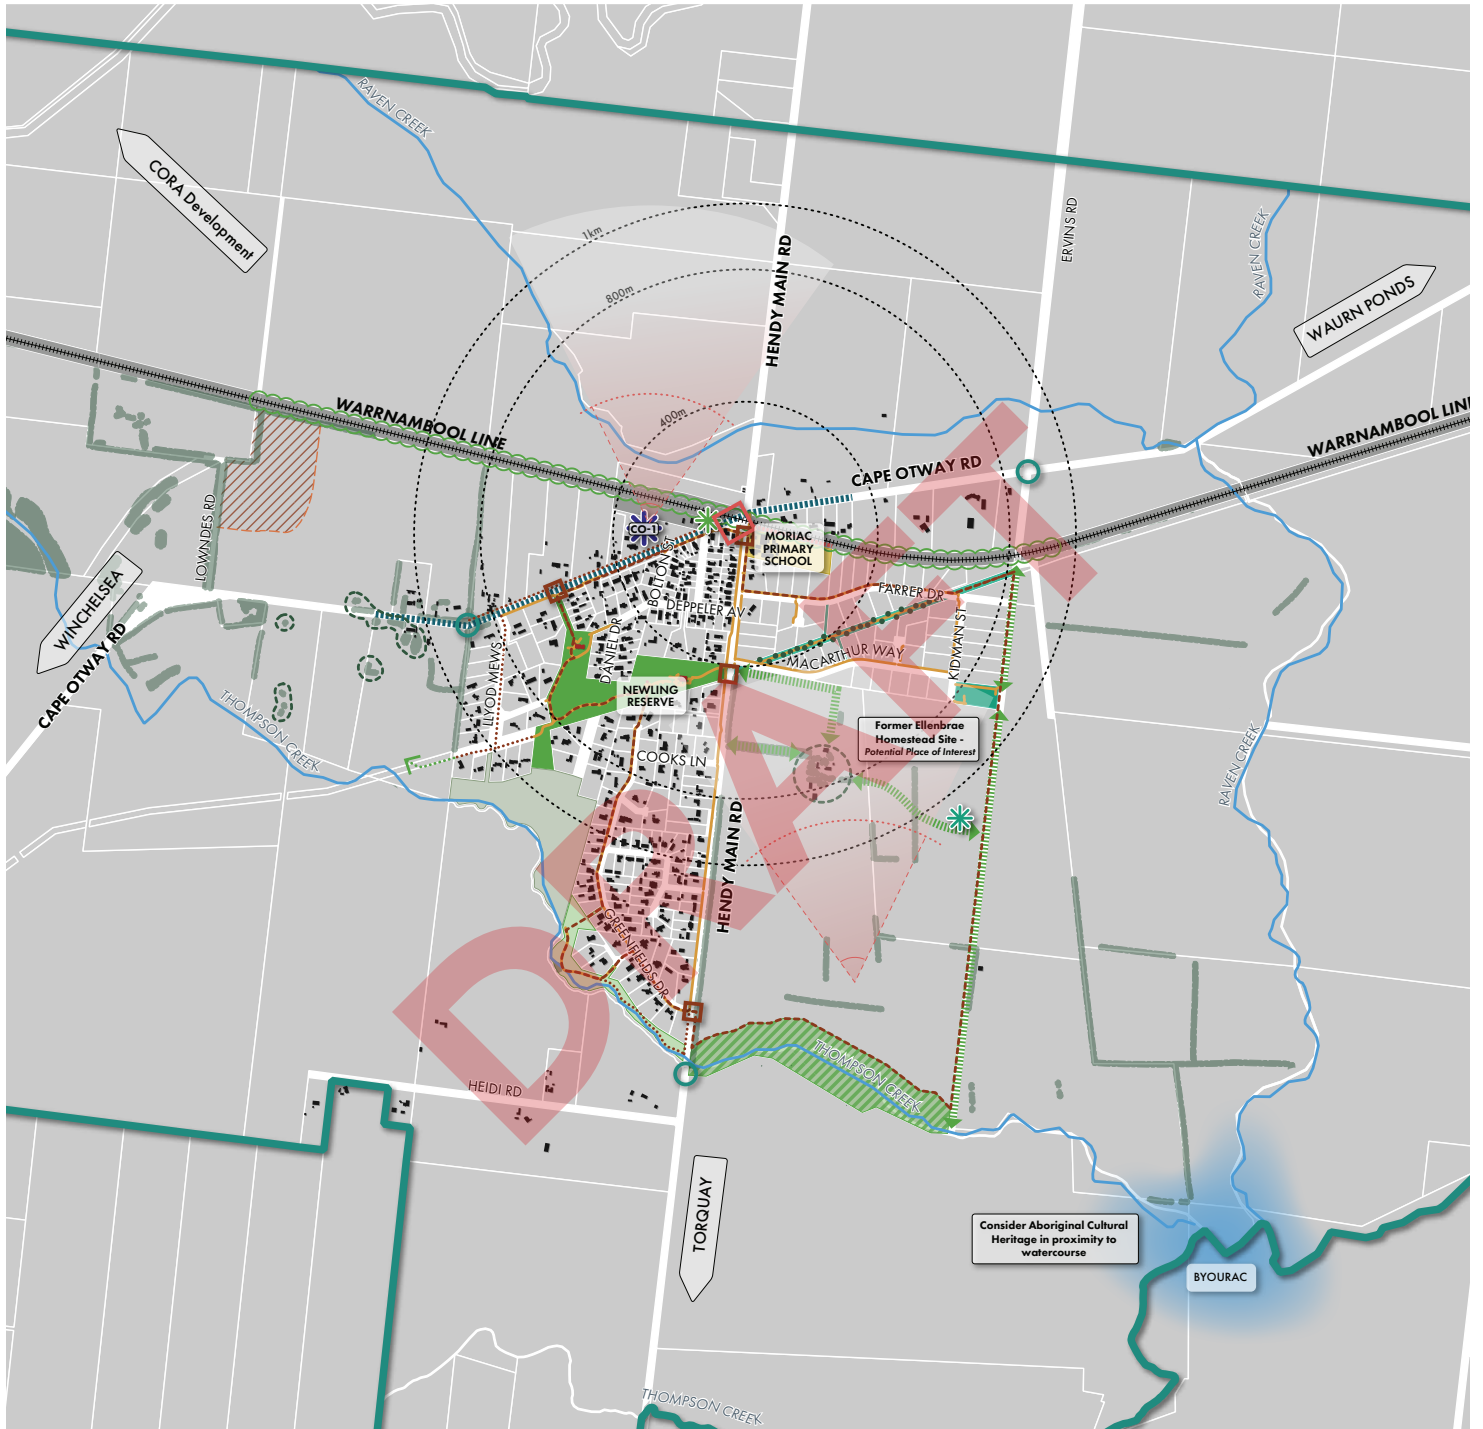 RAVEN CREEK
CORA Development
ERVINS RD
RAVEN CREEK
1km
HENDY MAIN RD
800m
WAURN PONDS
WARRNAMBOOL LINE
400m
WARRNAMBOOL LINE
CAPE OTWAY RD
LOWNDES RD
CO-1
MORIAC
PRIMARY
SCHOOL
BOLTON ST
WINCHELSEA
FARRER DR
DEPPELER AV
DANIEL DR
KIDMAN ST
MACARTHUR WAY
CAPE OTWAY RD
LLYOD MEWS
NEWLING
RESERVE
THOMPSON CREEK
Former Ellenbrae
Homestead Site -
Potential Place of Interest
COOKS LN
RAVEN CREEK
HENDY MAIN RD
GREENFIELDS DR
DRAFT
THOMPSON CREEK
HEIDI RD
TORQUAY
Consider Aboriginal Cultural
Heritage in proximity to
watercourse
BYOURAC
THOMPSON CREEK